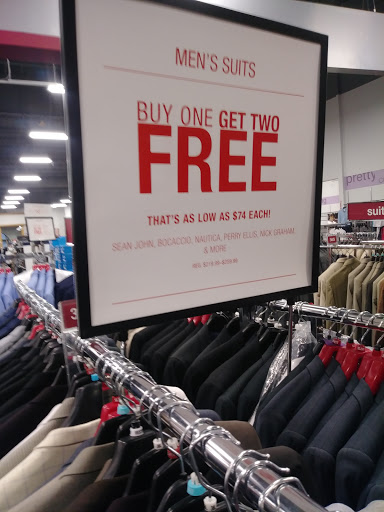 MEN'S SUITS
BUY ONE GET TWO
FREE
THAT'S AS LOW AS $74 EACH!
SEAN JOHN, BOCACCIO, NAUTICA, PERRY ELLIS, NICK GRAHAM,
& MORE
pretty
suit